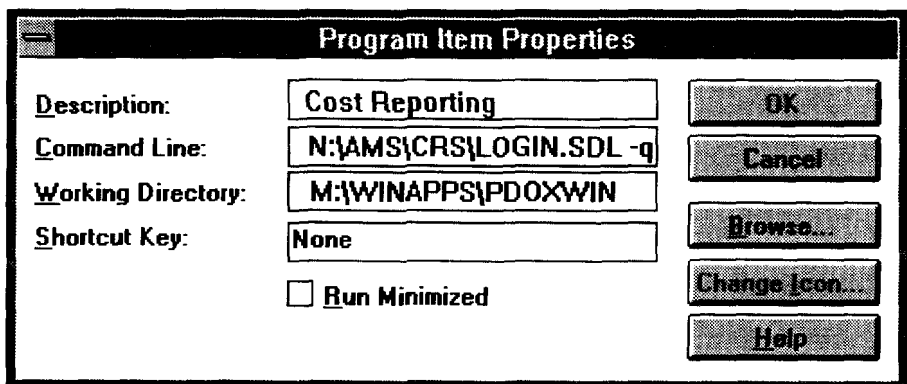 Program Item Properties
Description: Cost Reporting
Command Line: N:\AMS\CRS\LOGIN.SDL -q
Working Directory: M:\WINAPPS\PDOXWIN
Shortcut Key: None
Run Minimized
OK
Cancel
Browse...
Change Icon...
Help